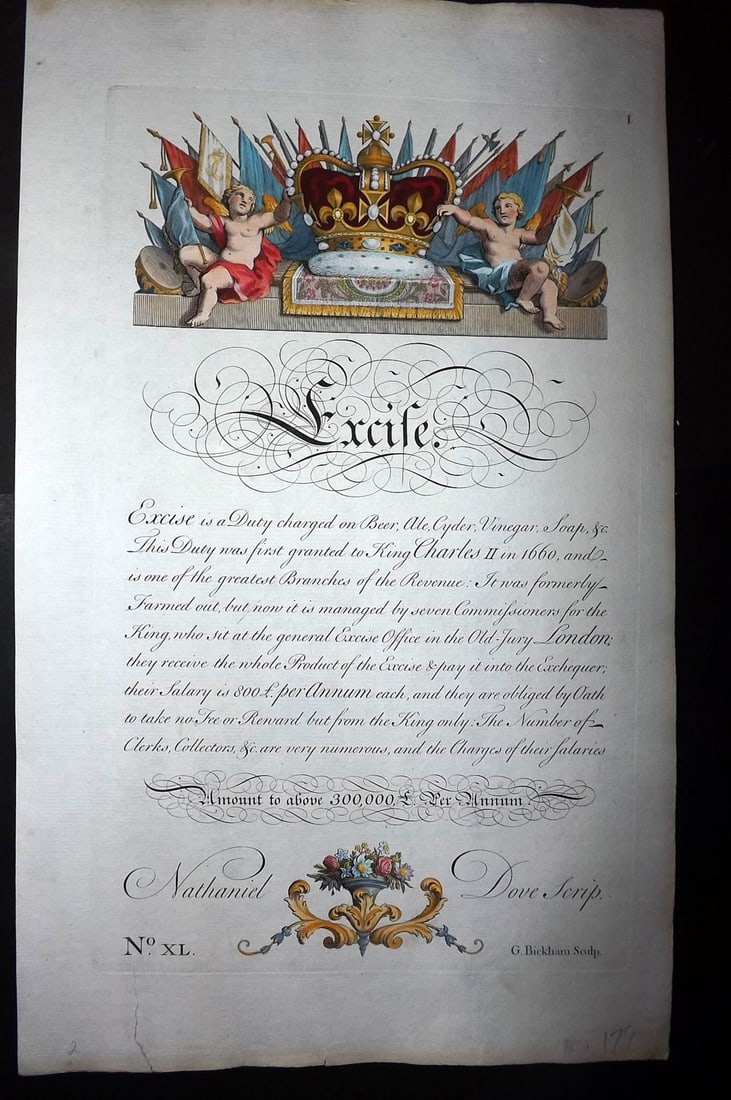 1
Exciſe.
Excise is a Duty charged on Beer, Ale, Cyder, Vinegar, Soap, &c.
This Duty was first granted to King Charles II in 1660, and
is one of the greatest Branches of the Revenue: It was formerly
Farmed out, but now it is managed by seven Commiſsioners for the
King, who sit at the general Excise Office in the Old-Jury London;
they receive the whole Product of the Excise & pay it into the Exchequer;
their Salary is 800£. per Annum each, and they are obliged by Oath
to take no Fee or Reward but from the King only: The Number of
Clerks, Collectors, &c. are very numerous, and the Charges of their Salaries
Amount to above 300,000,£. Per Annum.
Nathaniel Dove Scrip.
No. XL.
G. Bickham Sculp.
2